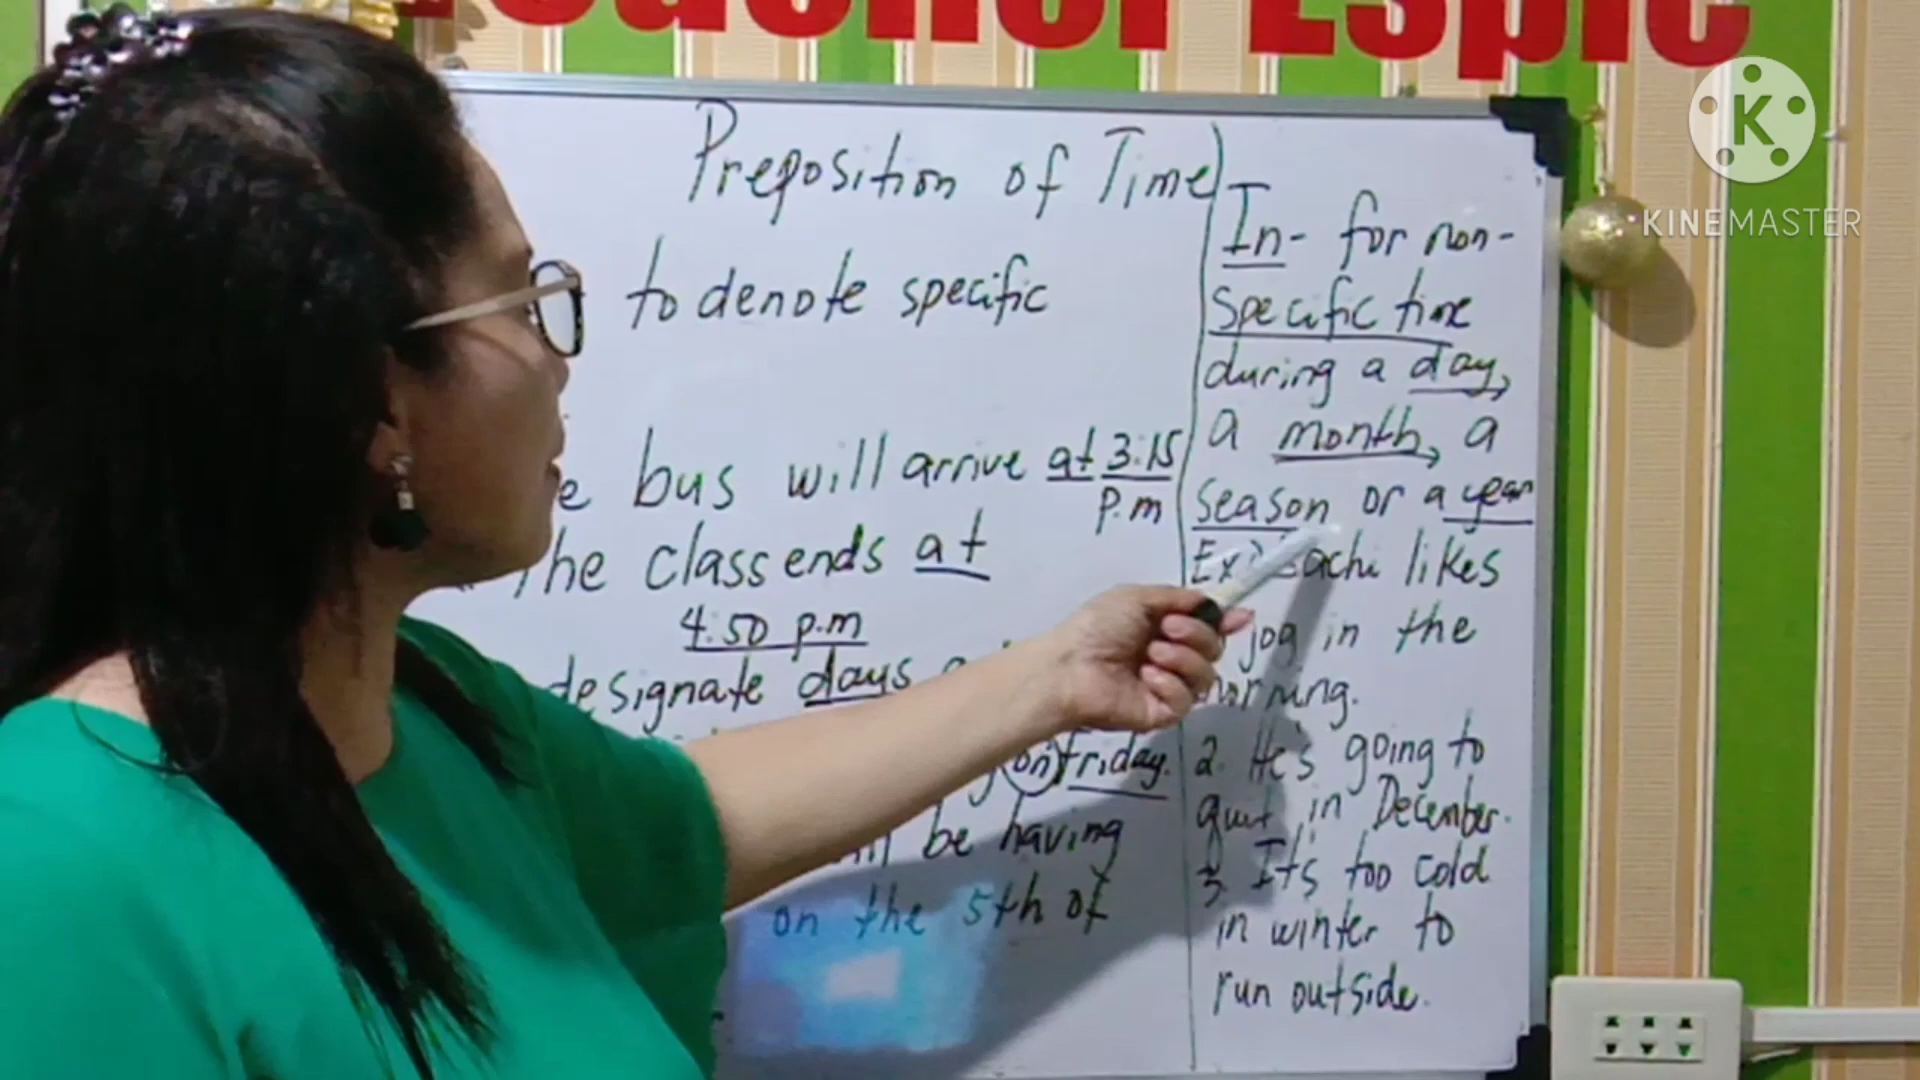 Teacher Espie
KINEMASTER
Preposition of Time
to denote specific
bus will arrive at 3:15
p.m
The class ends at
4:50 p.m
designate days
on friday.
be having
on the 5th of
In - for non-
specific time
during a day,
a month, a
season or a year
likes
jog in the
morning.
2. He's going to
quit in December.
3. It's too cold
in winter to
run outside.